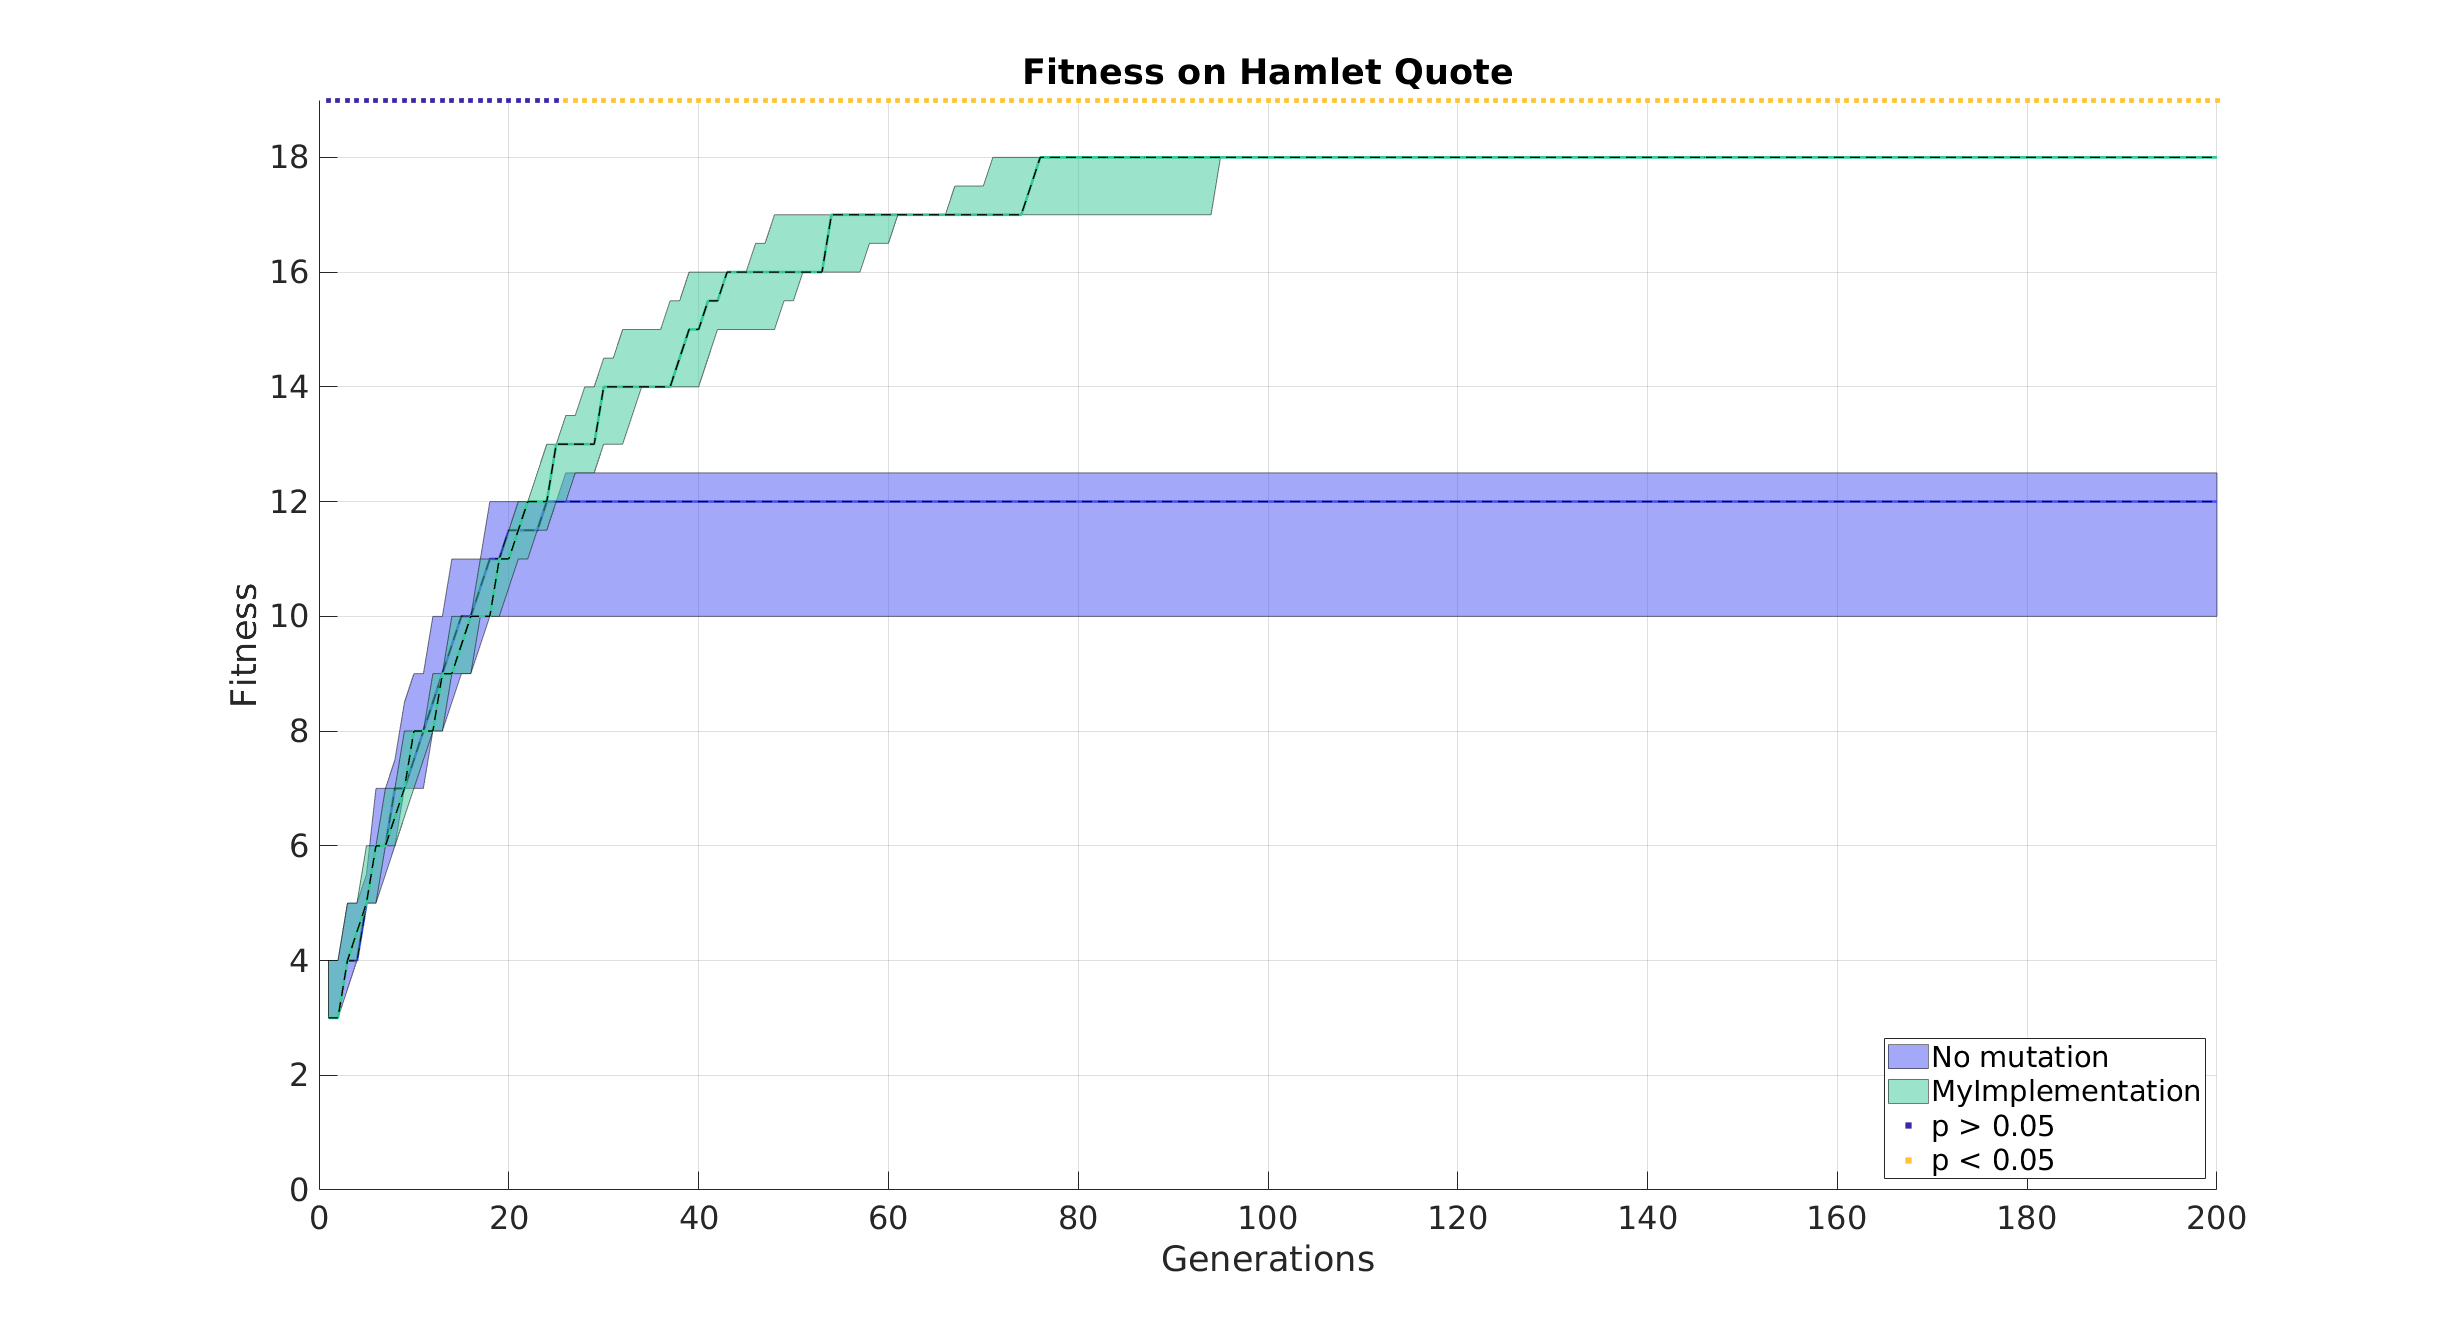 Fitness on Hamlet Quote
18
16
14
12
10
8
6
4
2
0
Fitness
0 20 40 60 80 100 120 140 160 180 200
Generations
No mutation
MyImplementation
p > 0.05
p < 0.05